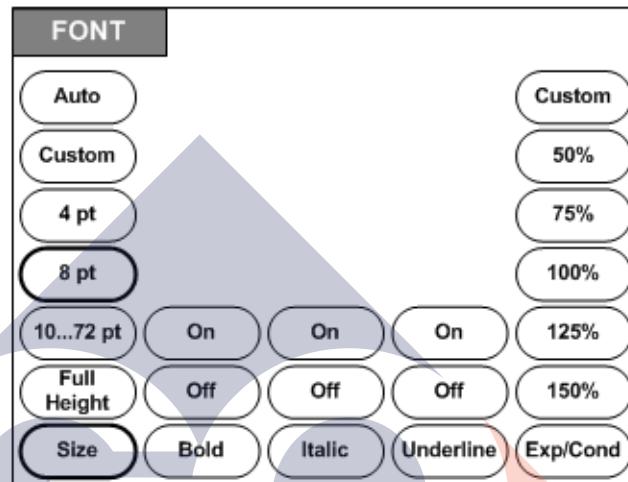 FONT
Auto Custom
Custom 50%
4 pt 75%
8 pt 100%
10...72 pt On On On 125%
Full Height Off Off Off 150%
Size Bold Italic Underline Exp/Cond